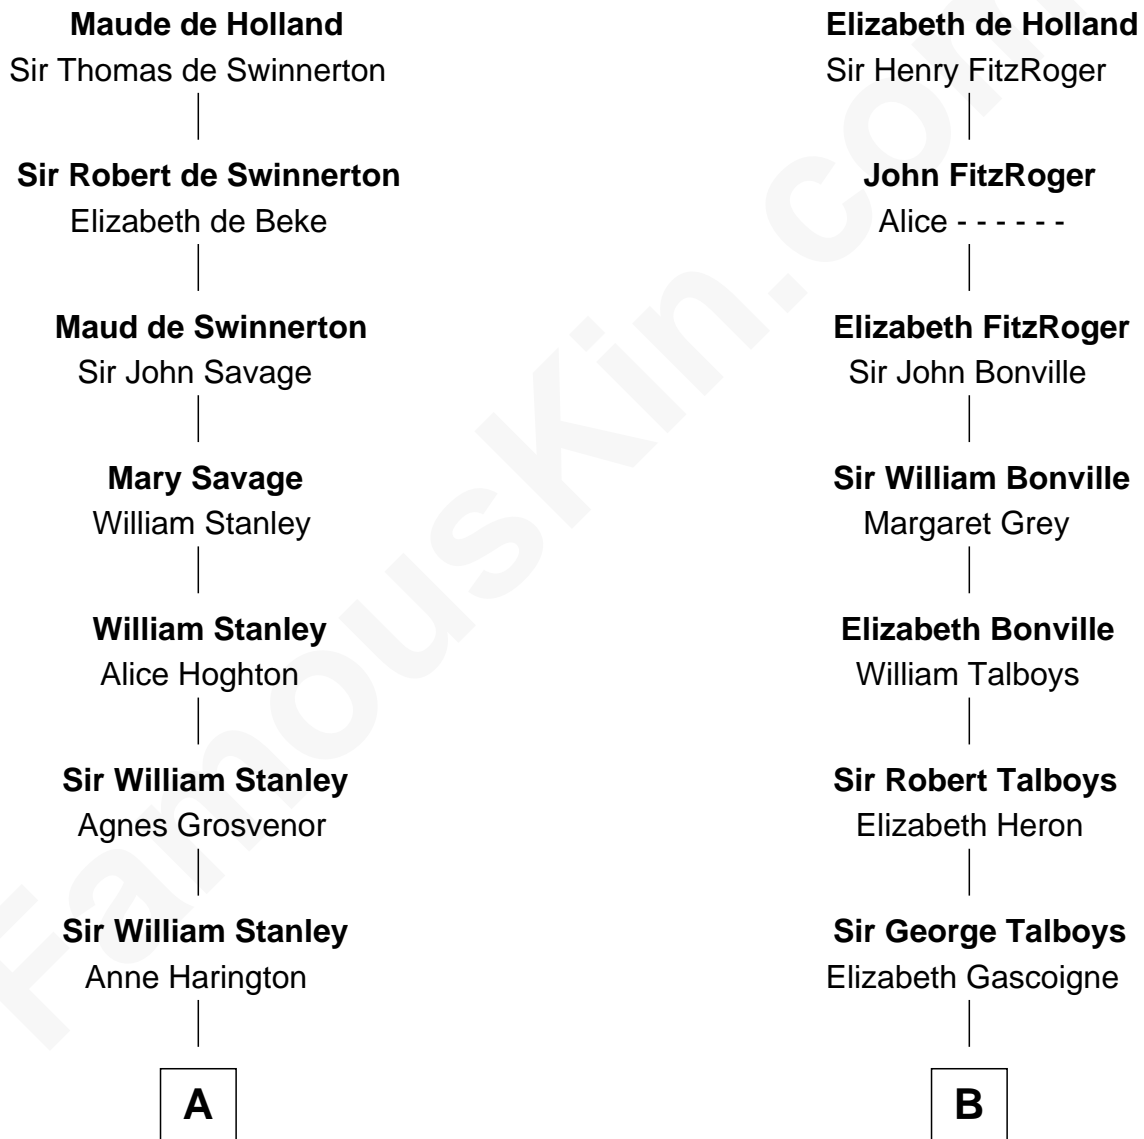 Maude de Holland
Sir Thomas de Swinnerton
Sir Robert de Swinnerton
Elizabeth de Beke
Maud de Swinnerton
Sir John Savage
Mary Savage
William Stanley
William Stanley
Alice Hoghton
Sir William Stanley
Agnes Grosvenor
Sir William Stanley
Anne Harington
A
Elizabeth de Holland
Sir Henry FitzRoger
John FitzRoger
Alice - - - - - -
Elizabeth FitzRoger
Sir John Bonville
Sir William Bonville
Margaret Grey
Elizabeth Bonville
William Talboys
Sir Robert Talboys
Elizabeth Heron
Sir George Talboys
Elizabeth Gascoigne
B
FamousKin.com